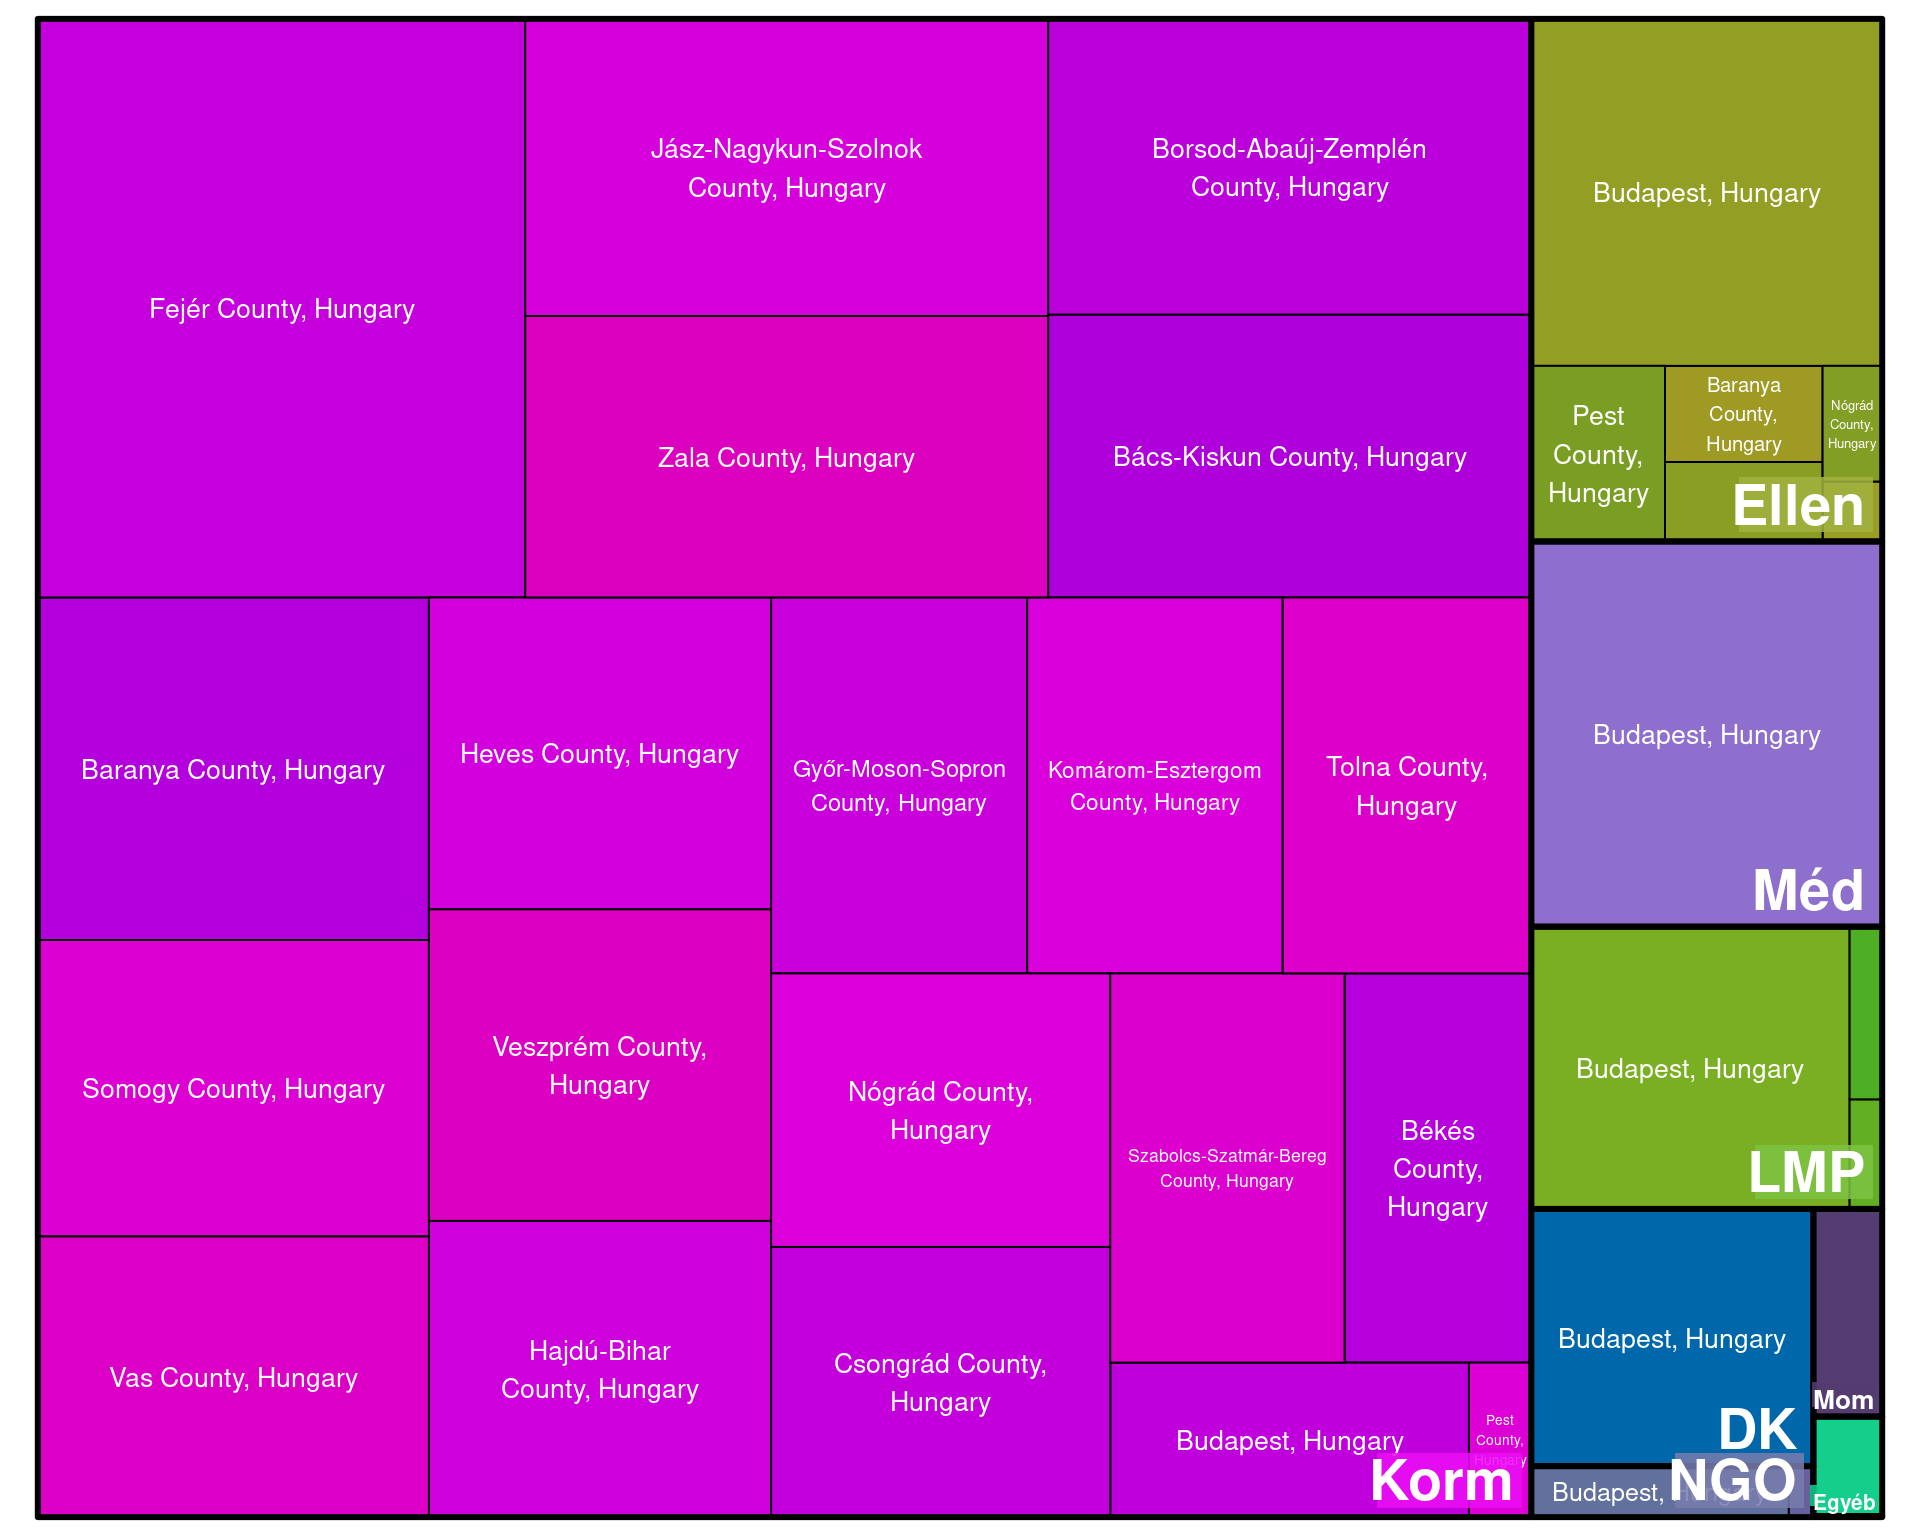 Fejér County, Hungary
Jász-Nagykun-Szolnok
County, Hungary
Borsod-Abaúj-Zemplén
County, Hungary
Zala County, Hungary
Bács-Kiskun County, Hungary
Baranya County, Hungary
Heves County, Hungary
Győr-Moson-Sopron
County, Hungary
Komárom-Esztergom
County, Hungary
Tolna County,
Hungary
Somogy County, Hungary
Veszprém County,
Hungary
Nógrád County,
Hungary
Szabolcs-Szatmár-Bereg
County, Hungary
Békés
County,
Hungary
Vas County, Hungary
Hajdú-Bihar
County, Hungary
Csongrád County,
Hungary
Budapest, Hungary
Pest
County,
Hungary
Korm
Budapest, Hungary
Pest
County,
Hungary
Baranya
County,
Hungary
Nógrád
County,
Hungary
Ellen
Budapest, Hungary
Méd
Budapest, Hungary
LMP
Budapest, Hungary
DK
Mom
Budapest, Hungary
NGO
Egyéb